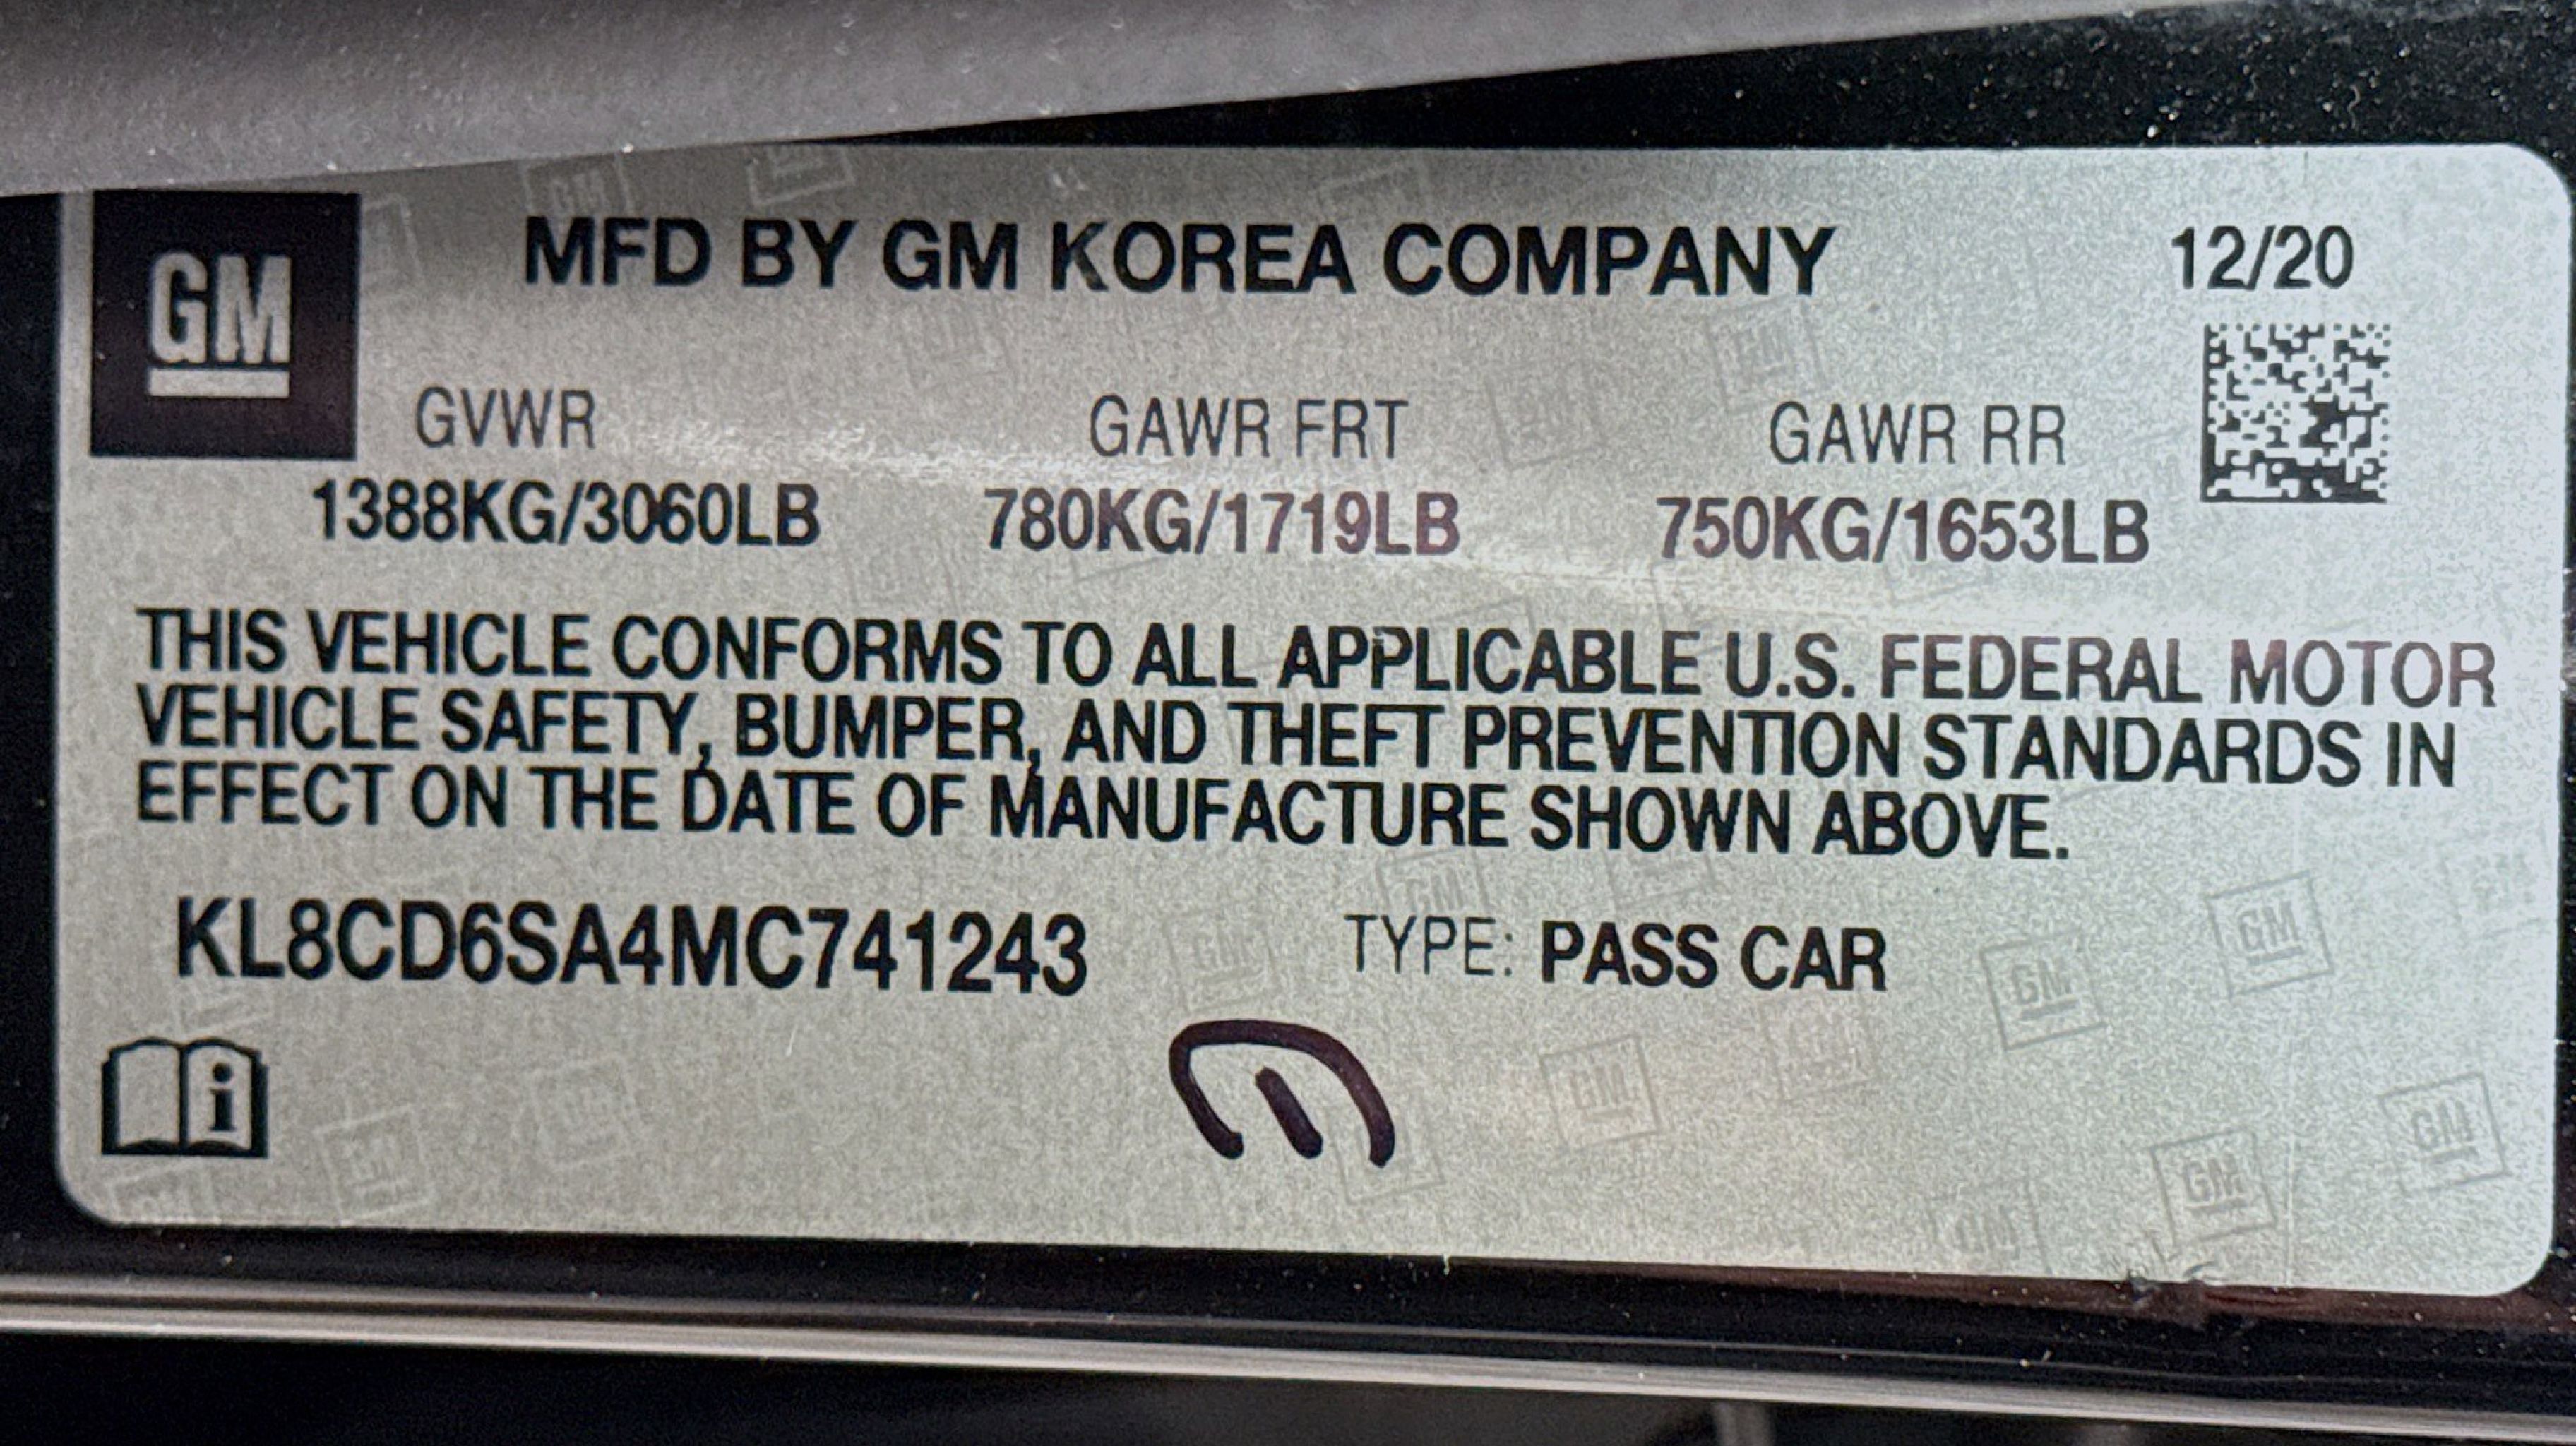 GM
MFD BY GM KOREA COMPANY 12/20
GVWR GAWR FRT GAWR RR
1388KG/3060LB 780KG/1719LB 750KG/1653LB
THIS VEHICLE CONFORMS TO ALL APPLICABLE U.S. FEDERAL MOTOR
VEHICLE SAFETY, BUMPER, AND THEFT PREVENTION STANDARDS IN
EFFECT ON THE DATE OF MANUFACTURE SHOWN ABOVE.
KL8CD6SA4MC741243 TYPE: PASS CAR
i